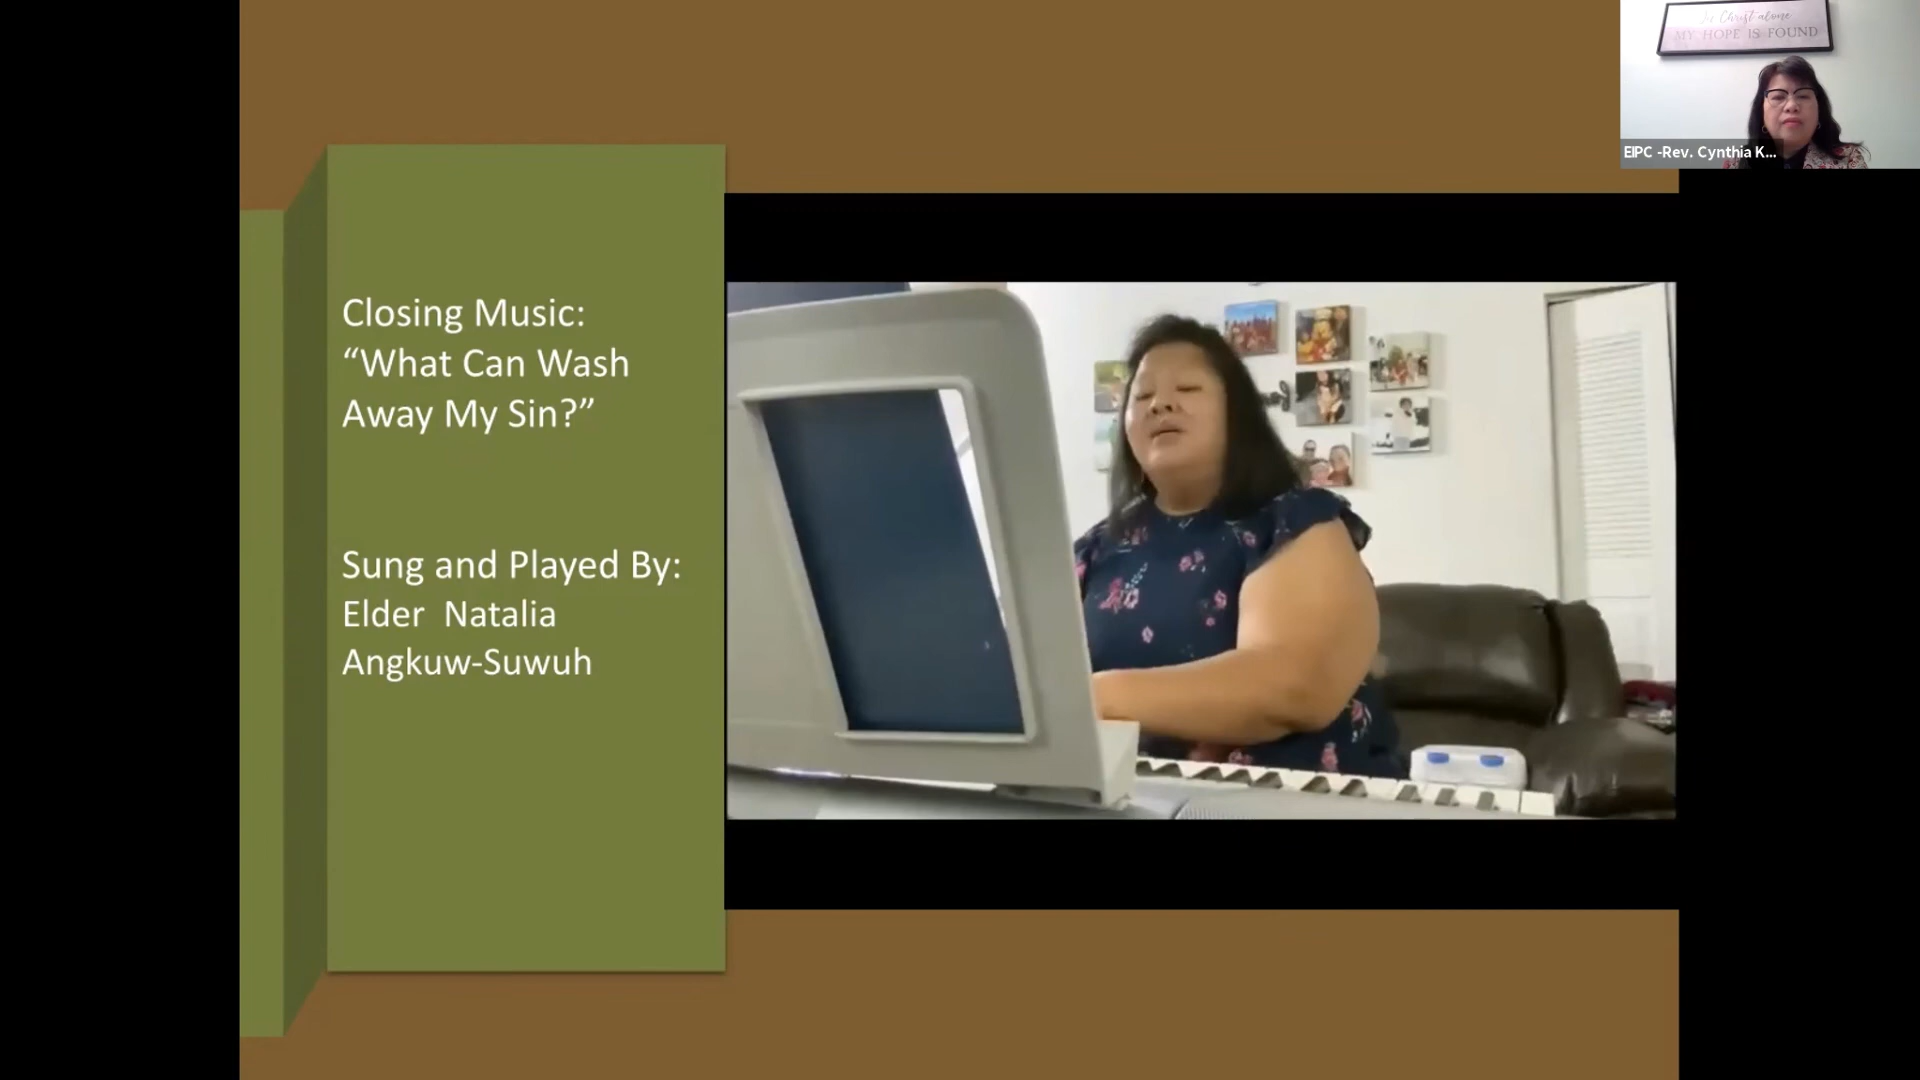 Closing Music:
“What Can Wash
Away My Sin?”
Sung and Played By:
Elder Natalia
Angkuw-Suwuh
In Christ alone
MY HOPE IS FOUND
EIPC -Rev. Cynthia K...